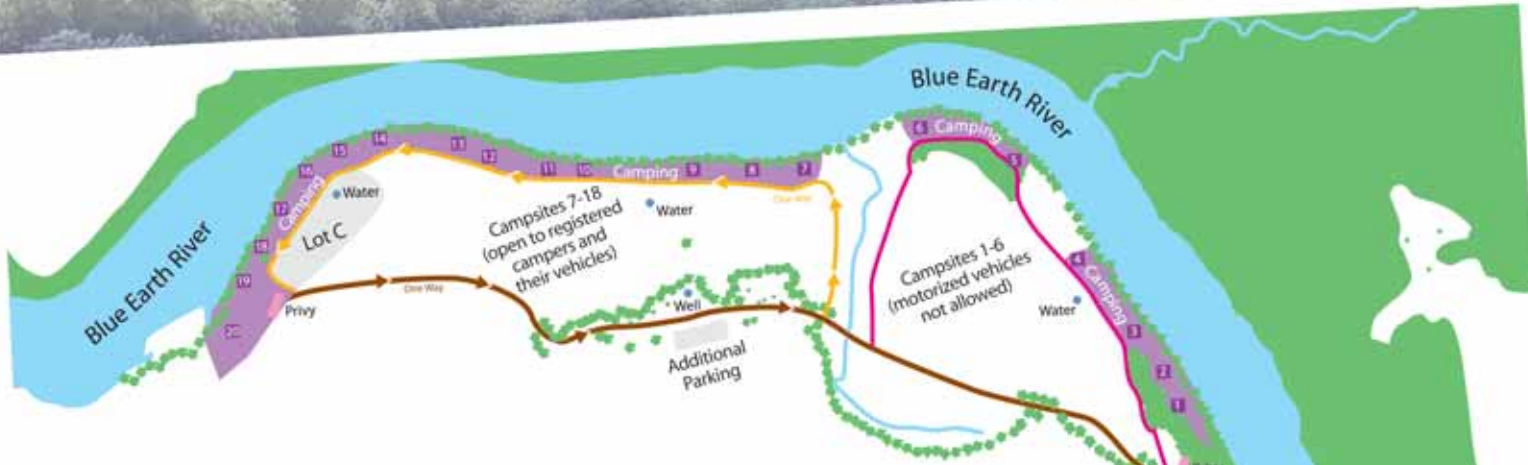 Blue Earth River
6
Camping
5
14
13
15
12
16
11
10
Camping
9
8
7
One Way
Water
17
Camping
Lot C
18
Campsites 7-18
(open to registered
campers and
their vehicles)
Water
Campsites 1-6
(motorized vehicles
not allowed)
4
Camping
Water
3
2
1
Blue Earth River
19
20
Privy
One Way
Well
Additional
Parking